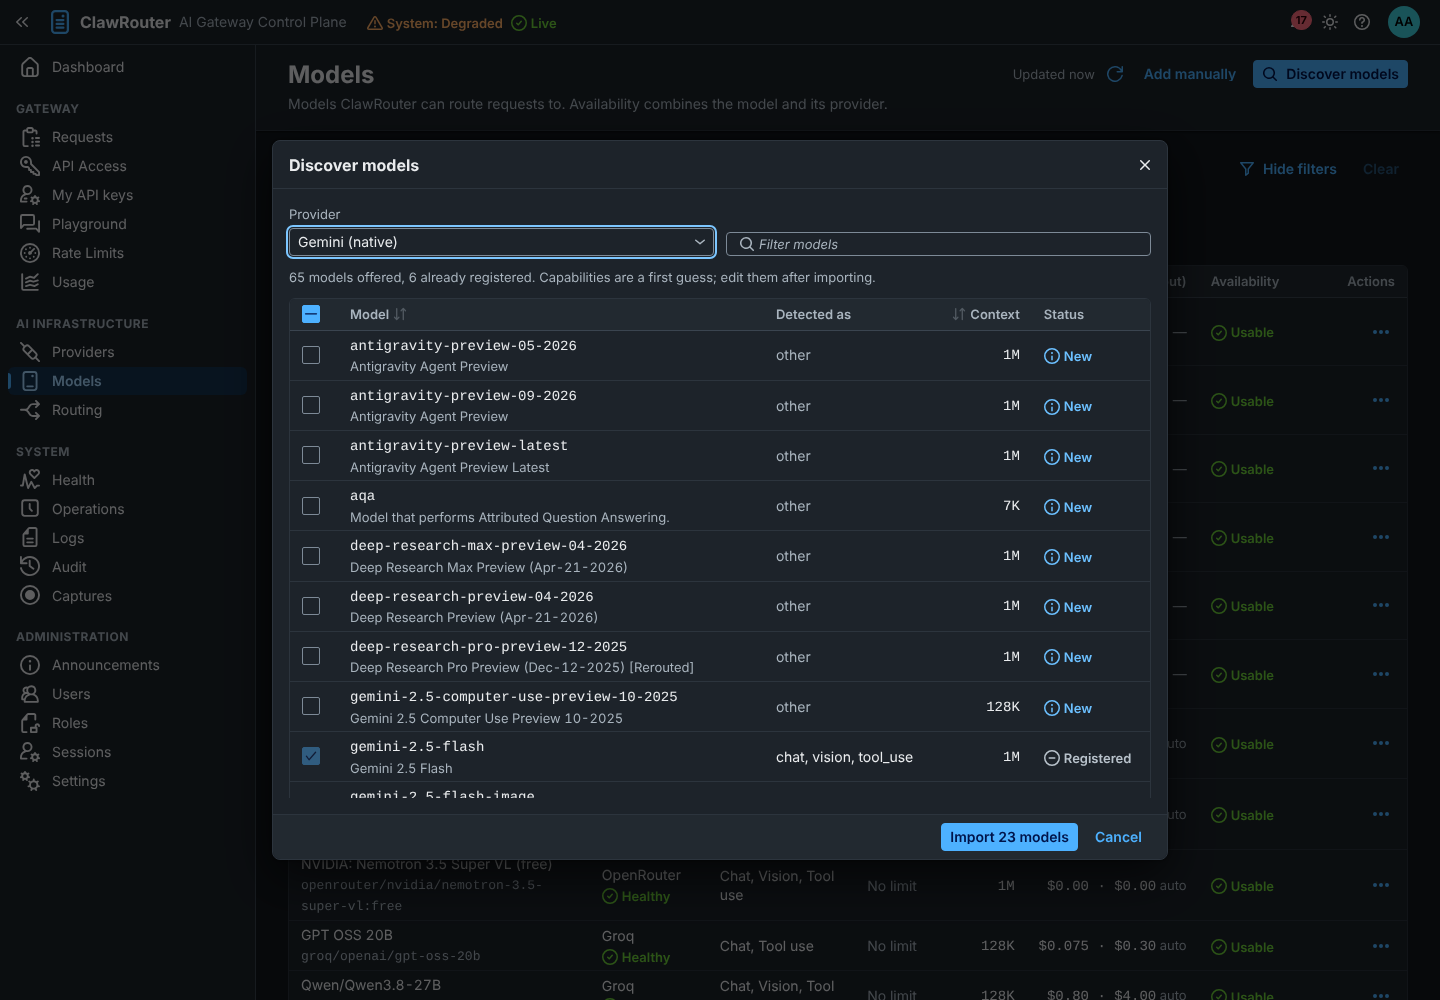 ClawRouter AI Gateway Control Plane System: Degraded Live 17 AA
Dashboard
GATEWAY
Requests
API Access
My API keys
Playground
Rate Limits
Usage
AI INFRASTRUCTURE
Providers
Models
Routing
SYSTEM
Health
Operations
Logs
Audit
Captures
ADMINISTRATION
Announcements
Users
Roles
Sessions
Settings
Models
Updated now Add manually Discover models
Models ClawRouter can route requests to. Availability combines the model and its provider.
Hide filters Clear
ut) Availability Actions
— Usable
— Usable
— Usable
— Usable
— Usable
— Usable
uto Usable
uto Usable
Discover models
Provider
Gemini (native)
Filter models
65 models offered, 6 already registered. Capabilities are a first guess; edit them after importing.
Model Detected as Context Status
antigravity-preview-05-2026
Antigravity Agent Preview
other 1M New
antigravity-preview-09-2026
Antigravity Agent Preview
other 1M New
antigravity-preview-latest
Antigravity Agent Preview Latest
other 1M New
aqa
Model that performs Attributed Question Answering.
other 7K New
deep-research-max-preview-04-2026
Deep Research Max Preview (Apr-21-2026)
other 1M New
deep-research-preview-04-2026
Deep Research Preview (Apr-21-2026)
other 1M New
deep-research-pro-preview-12-2025
Deep Research Pro Preview (Dec-12-2025) [Rerouted]
other 1M New
gemini-2.5-computer-use-preview-10-2025
Gemini 2.5 Computer Use Preview 10-2025
other 128K New
gemini-2.5-flash
Gemini 2.5 Flash
chat, vision, tool_use 1M Registered
gemini-2.5-flash-image
Import 23 models Cancel
NVIDIA: Nemotron 3.5 Super VL (free)
openrouter/nvidia/nemotron-3.5-
super-vl:free
OpenRouter
Healthy
Chat, Vision, Tool
use
No limit 1M $0.00 · $0.00 auto Usable
GPT OSS 20B
groq/openai/gpt-oss-20b
Groq
Healthy
Chat, Tool use No limit 128K $0.075 · $0.30 auto Usable
Qwen/Qwen3.8-27B
Groq
Chat, Vision, Tool
No limit 128K $0.80 · $4.00 auto Usable